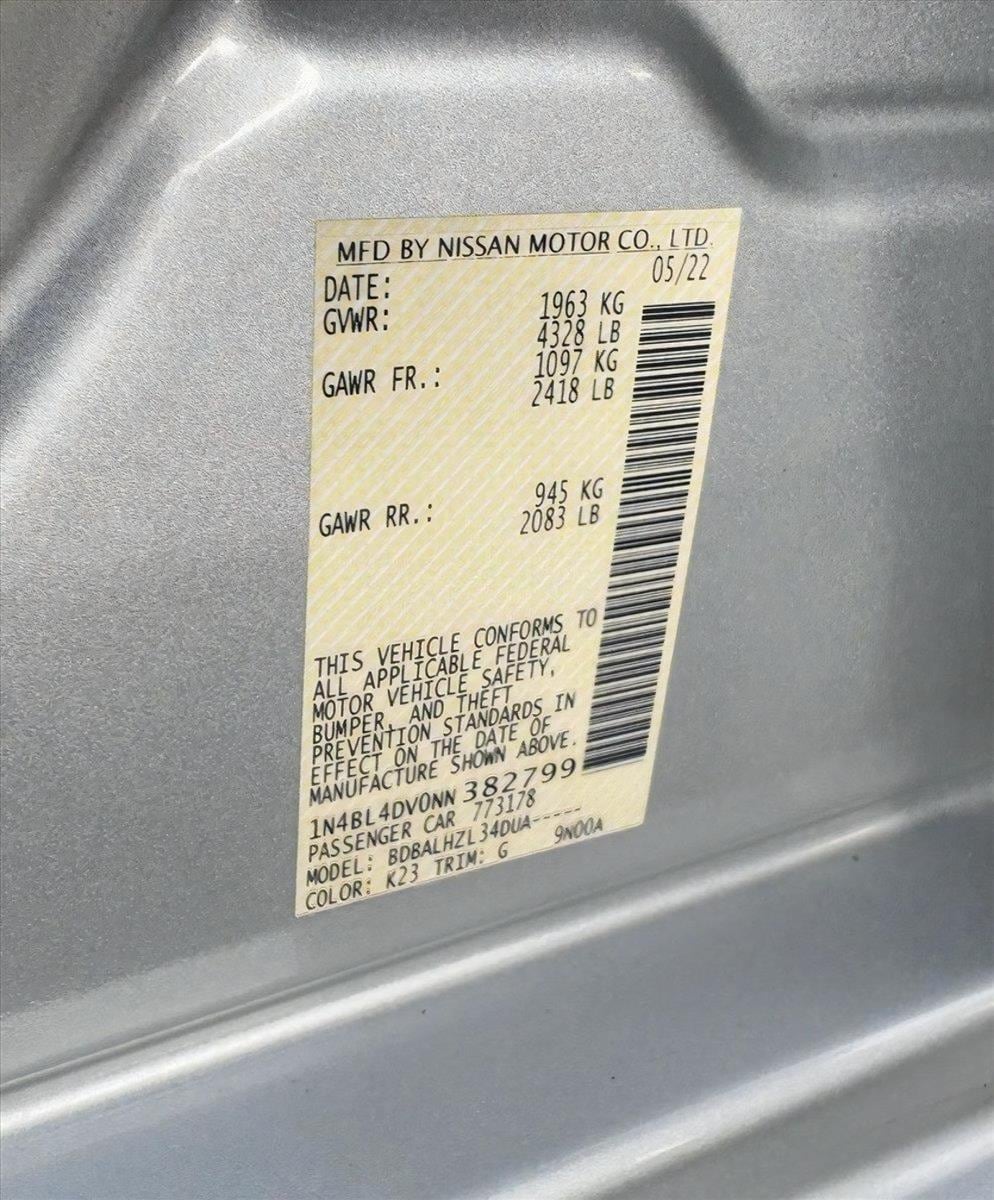 MFD BY NISSAN MOTOR CO., LTD.
DATE: 05/22
GVWR: 1963 KG
4328 LB
GAWR FR.: 1097 KG
2418 LB
GAWR RR.: 945 KG
2083 LB
THIS VEHICLE CONFORMS TO
ALL APPLICABLE FEDERAL
MOTOR VEHICLE SAFETY,
BUMPER, AND THEFT
PREVENTION STANDARDS IN
EFFECT ON THE DATE OF
MANUFACTURE SHOWN ABOVE.
1N4BL4DV0NN382799
PASSENGER CAR 773178
MODEL: BDBALHZL34DUA-----
COLOR: K23 TRIM: G 9N00A